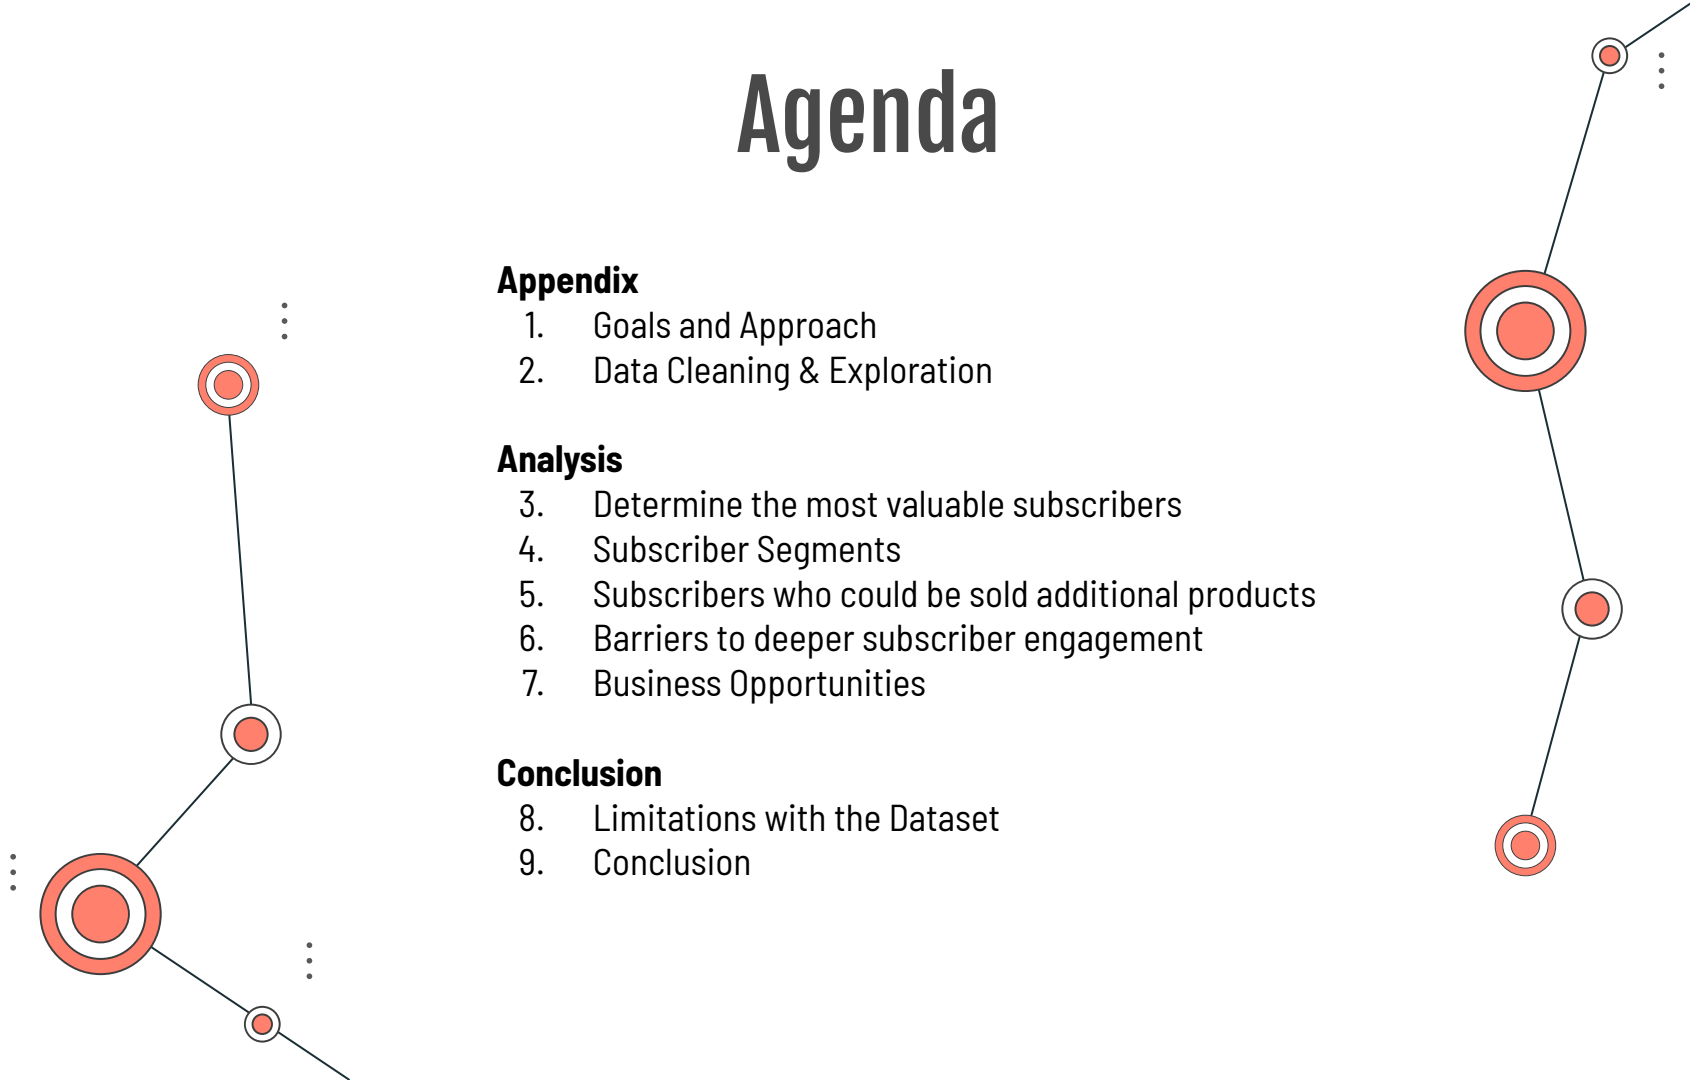 Agenda
Appendix
1. Goals and Approach
2. Data Cleaning & Exploration
Analysis
3. Determine the most valuable subscribers
4. Subscriber Segments
5. Subscribers who could be sold additional products
6. Barriers to deeper subscriber engagement
7. Business Opportunities
Conclusion
8. Limitations with the Dataset
9. Conclusion